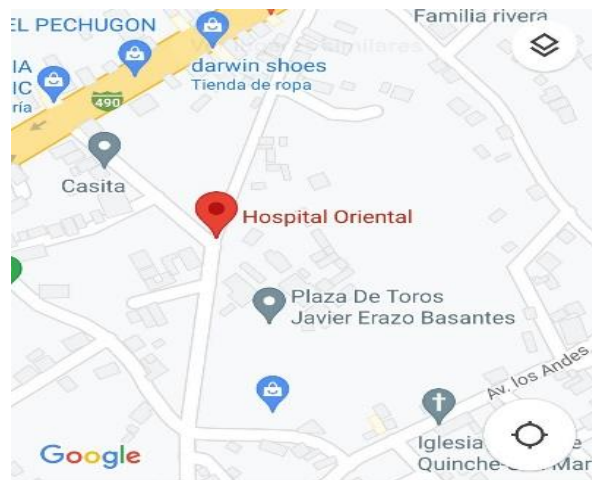 EL PECHUGON
Familia rivera
IA
IC
ría
darwin shoes
Tienda de ropa
490
Casita
Hospital Oriental
Plaza De Toros
Javier Erazo Basantes
Av. los Andes
Iglesia
Quinche
Mar
Google